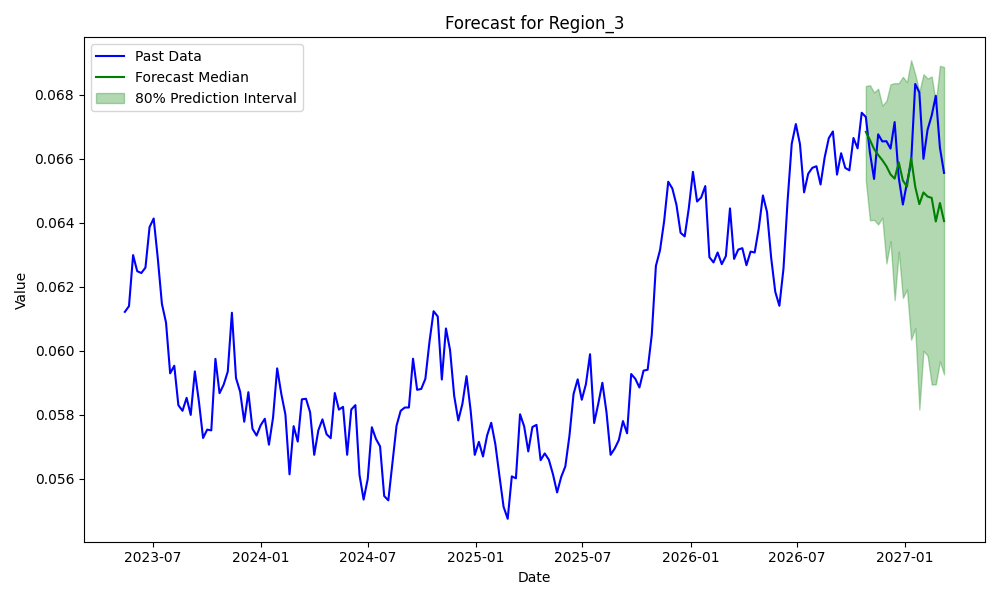 Forecast for Region_3
Past Data
Forecast Median
80% Prediction Interval
Value
0.068
0.066
0.064
0.062
0.060
0.058
0.056
2023-07
2024-01
2024-07
2025-01
2025-07
2026-01
2026-07
2027-01
Date